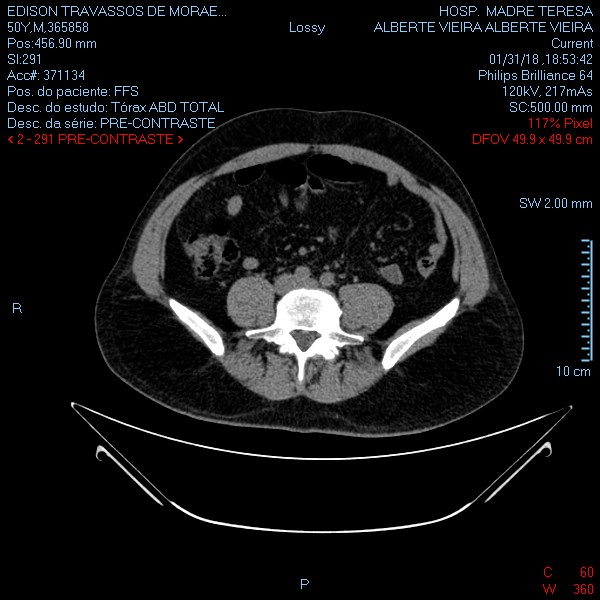 EDISON TRAVASSOS DE MORAE...
50Y,M,365858
Pos:456.90 mm
Sl:291
Acc#: 371134
Pos. do paciente: FFS
Desc. do estudo: Tórax ABD TOTAL
Desc. da série: PRE-CONTRASTE
< 2 - 291 PRE-CONTRASTE >
Lossy
HOSP. MADRE TERESA
ALBERTE VIEIRA ALBERTE VIEIRA
Current
01/31/18 ,18:53:42
Philips Brilliance 64
120kV, 217mAs
SC:500.00 mm
117% Pixel
DFOV 49.9 x 49.9 cm
SW 2.00 mm
R
10 cm
P
C 60
W 360